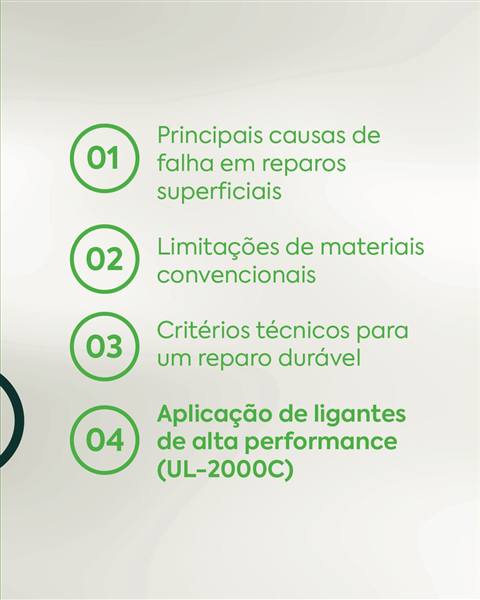 01
Principais causas de
falha em reparos
superficiais
02
Limitações de materiais
convencionais
03
Critérios técnicos para
um reparo durável
04
Aplicação de ligantes
de alta performance
(UL-2000C)